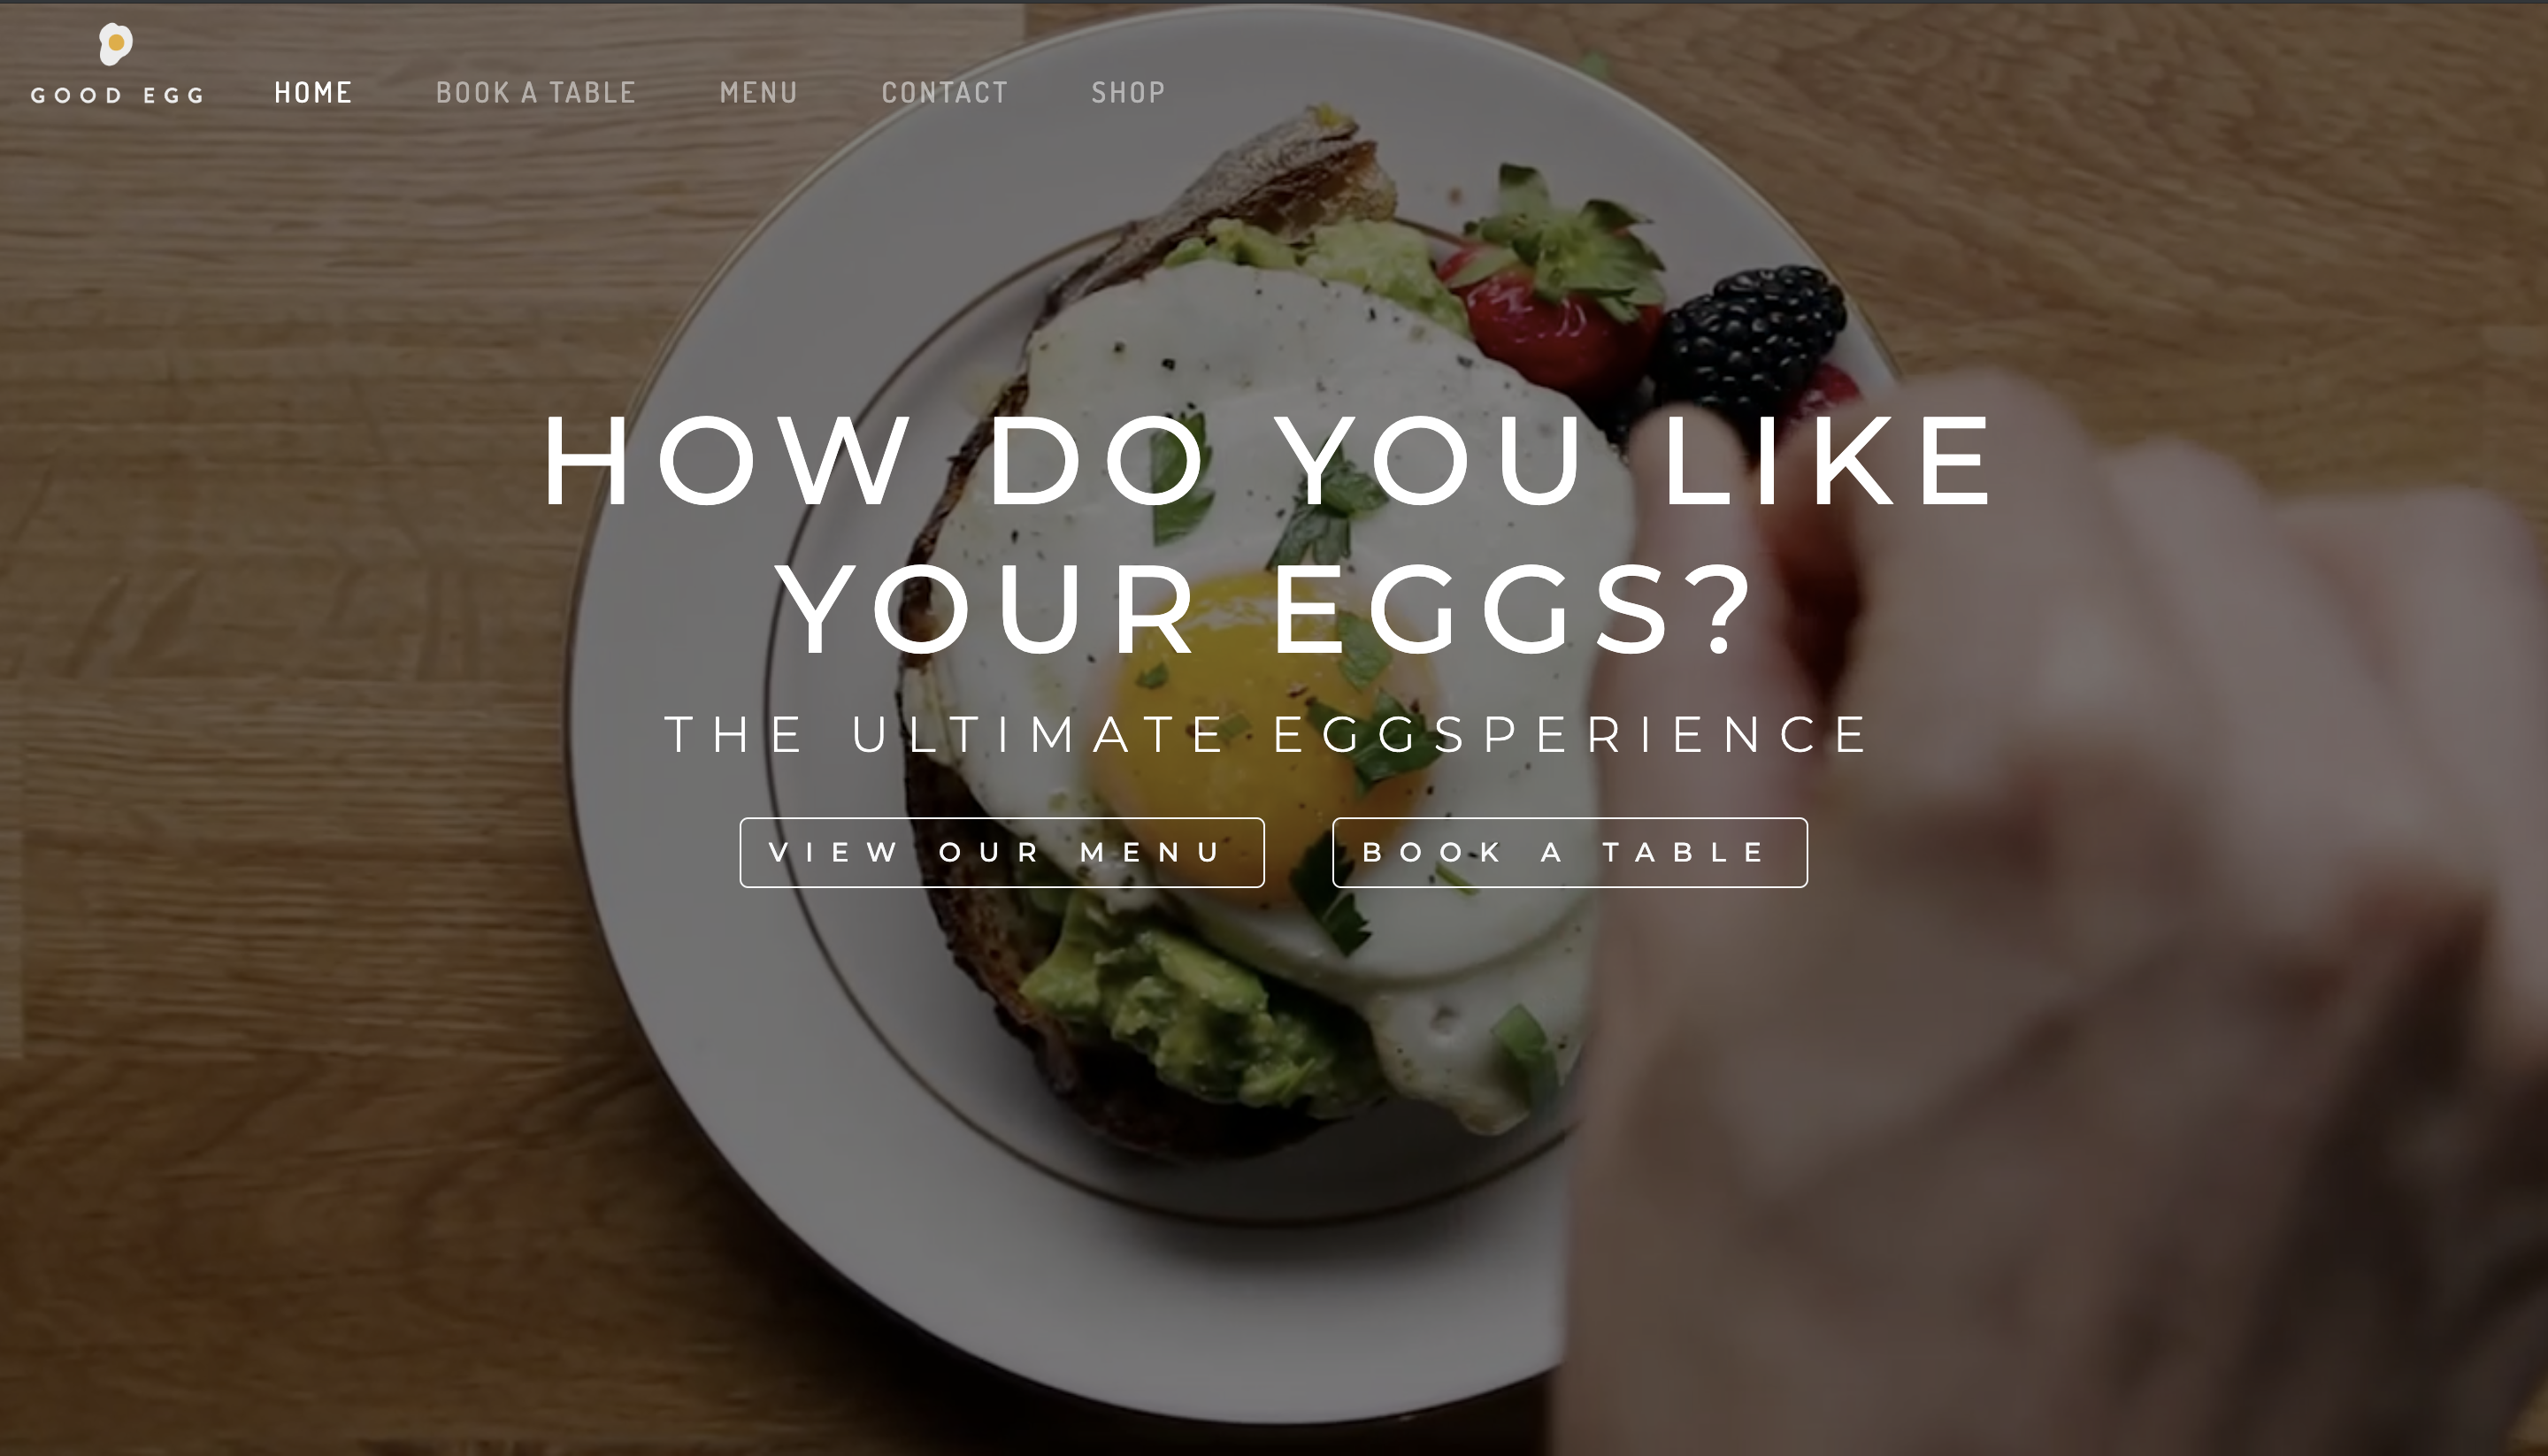 GOOD EGG
HOME
BOOK A TABLE
MENU
CONTACT
SHOP
HOW DO YOU LIKE
YOUR EGGS?
THE ULTIMATE EGGSPERIENCE
VIEW OUR MENU
BOOK A TABLE